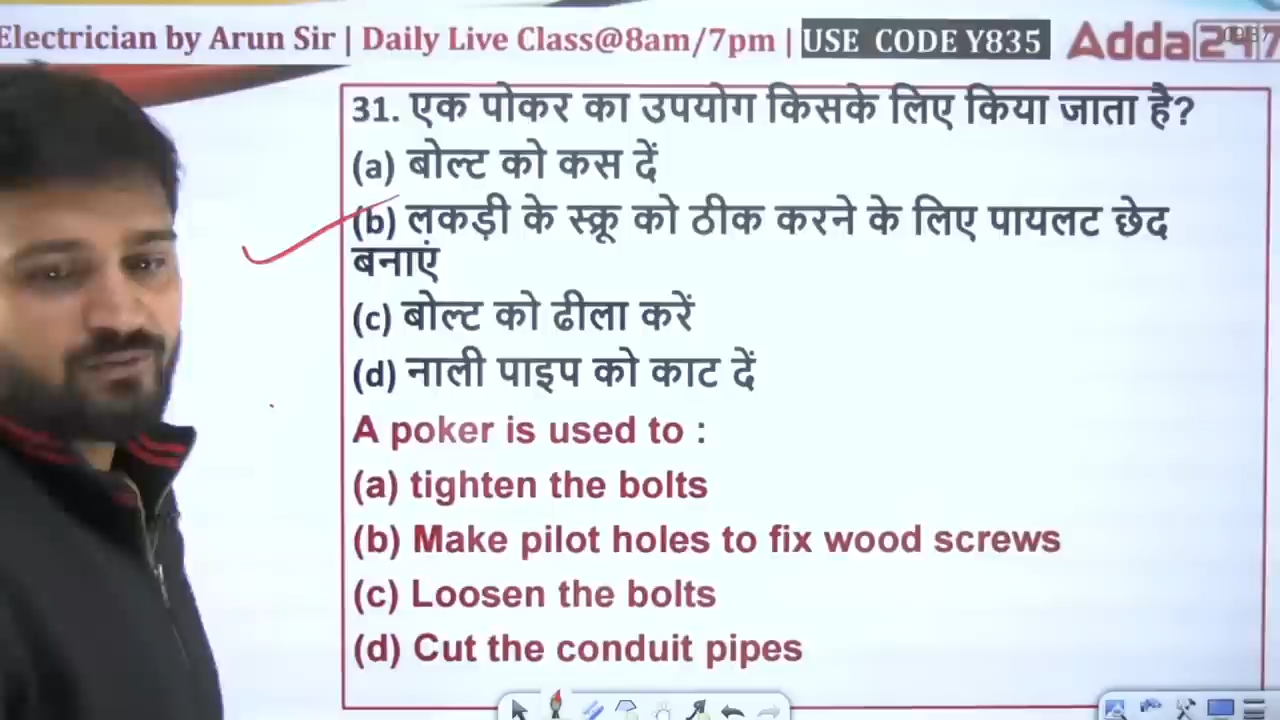 Electrician by Arun Sir | Daily Live Class@8am/7pm | USE CODE Y835 Adda247
31. एक पोकर का उपयोग किसके लिए किया जाता है?
(a) बोल्ट को कस दें
(b) लकड़ी के स्क्रू को ठीक करने के लिए पायलट छेद
बनाएं
(c) बोल्ट को ढीला करें
(d) नाली पाइप को काट दें
A poker is used to :
(a) tighten the bolts
(b) Make pilot holes to fix wood screws
(c) Loosen the bolts
(d) Cut the conduit pipes